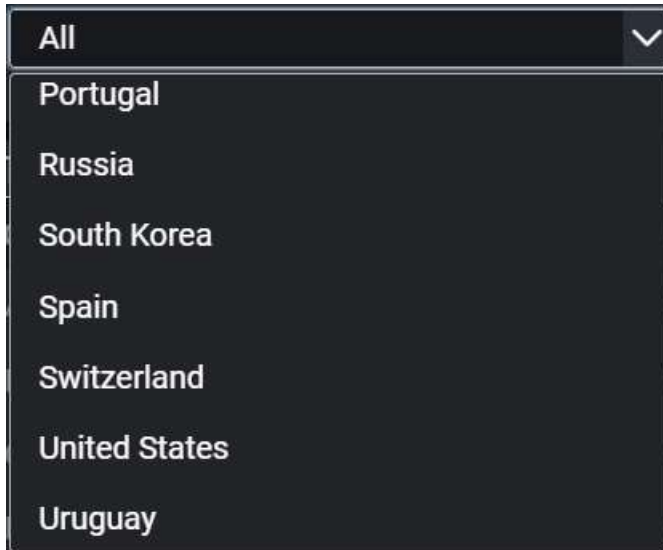 All
Portugal
Russia
South Korea
Spain
Switzerland
United States
Uruguay